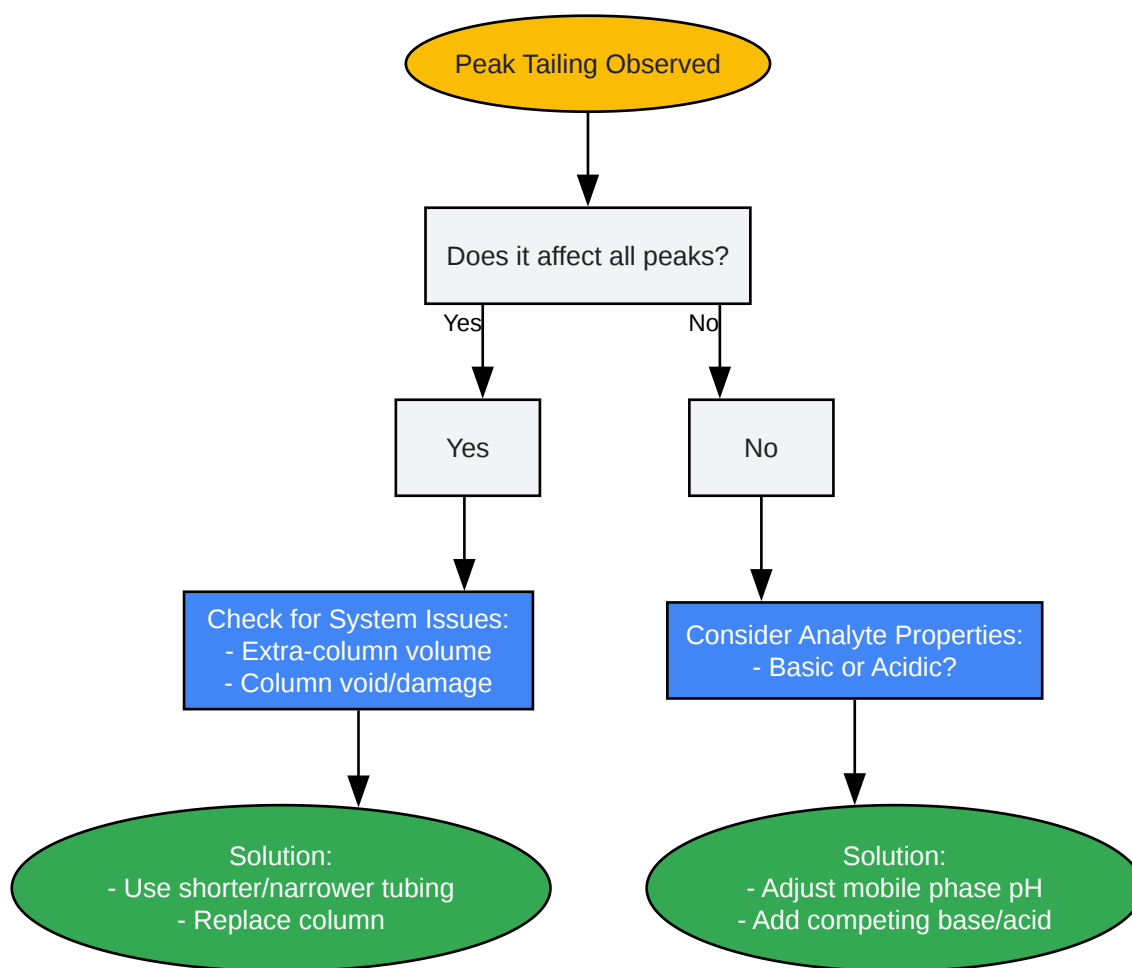 Peak Tailing Observed
Does it affect all peaks?
Yes
No
Yes
No
Check for System Issues:
- Extra-column volume
- Column void/damage
Consider Analyte Properties:
- Basic or Acidic?
Solution:
- Use shorter/narrower tubing
- Replace column
Solution:
- Adjust mobile phase pH
- Add competing base/acid